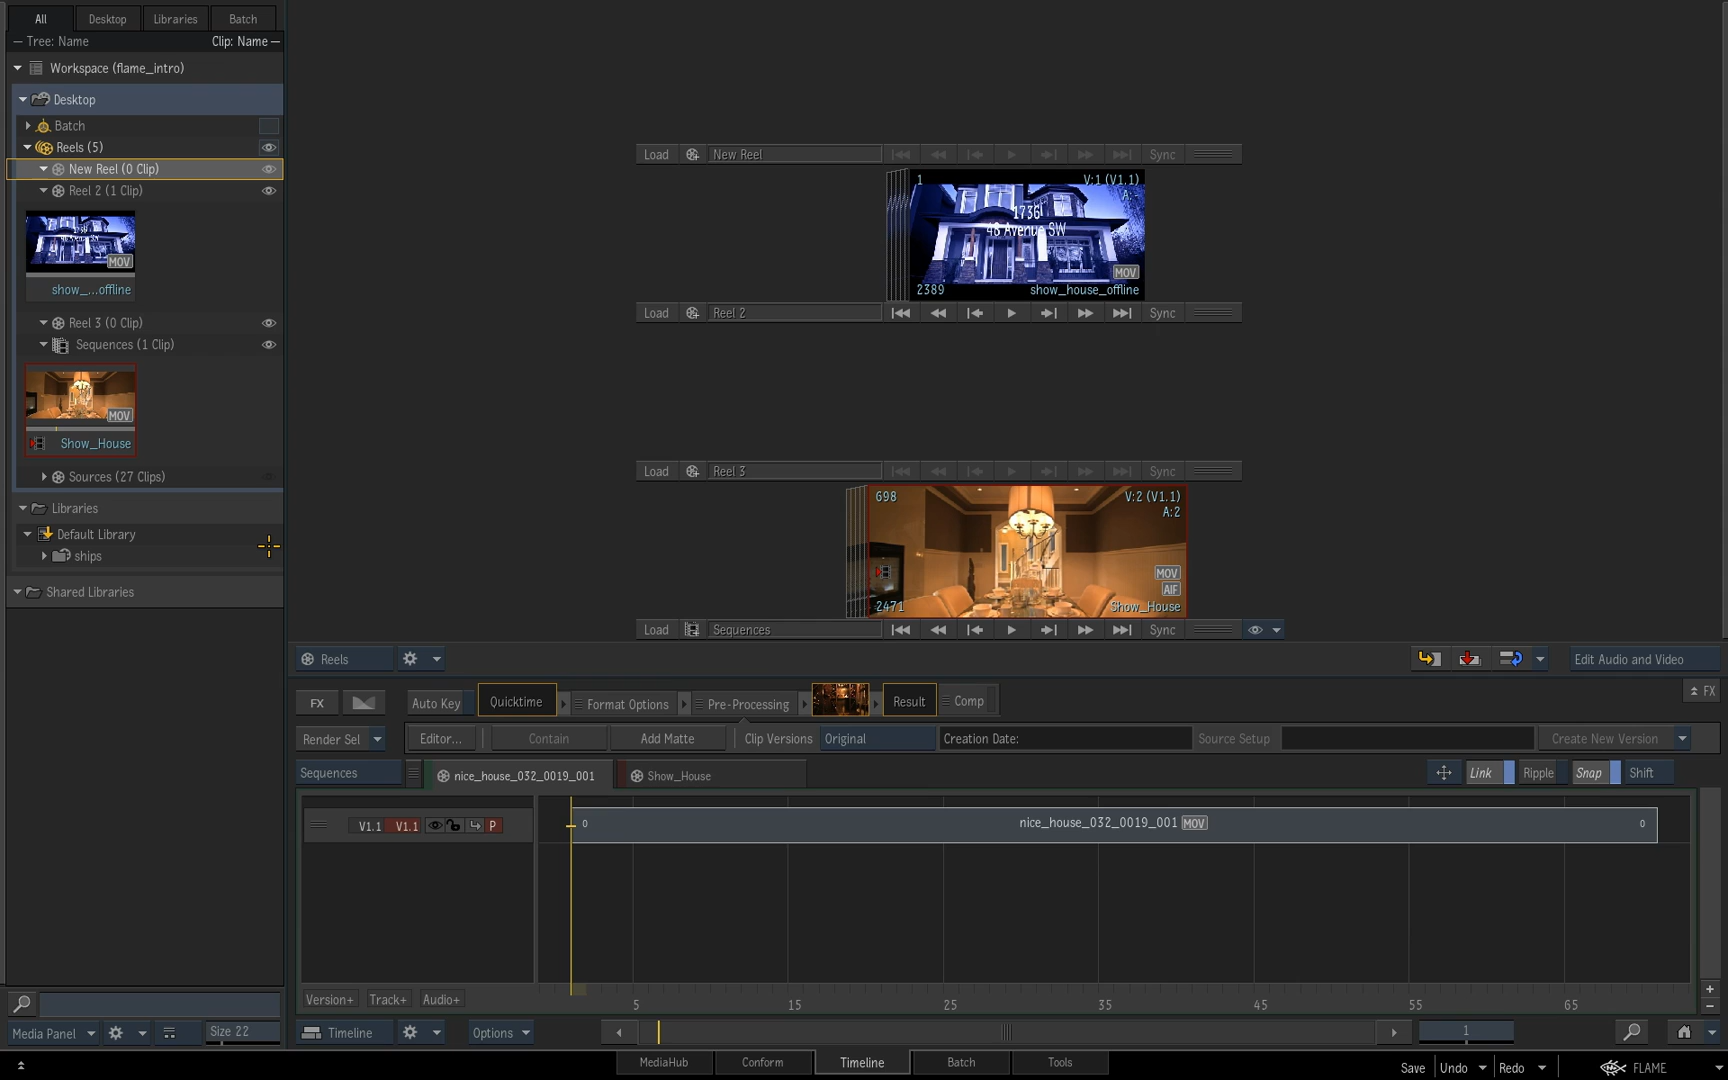 All Desktop Libraries Batch
Tree: Name Clip: Name
Workspace (flame_intro)
Desktop
Batch
Reels (5)
New Reel (0 Clip)
Reel 2 (1 Clip)
MOV
show_...offline
Reel 3 (0 Clip)
Sequences (1 Clip)
MOV
Show_House
Sources (27 Clips)
Libraries
Default Library
ships
Shared Libraries
Media Panel Size 22
Load New Reel Sync
1 V:1 (V1.1)
A:-
1736
48 Avenue SW
MOV
2389 show_house_offline
Load Reel 2 Sync
Load Reel 3 Sync
698 V:2 (V1.1)
A:2
MOV
AIF
2471 Show_House
Load Sequences Sync
Reels Edit Audio and Video
FX Auto Key Quicktime Format Options Pre-Processing Result Comp FX
Render Sel Editor... Contain Add Matte Clip Versions Original Creation Date: Source Setup Create New Version
Sequences nice_house_032_0019_001 Show_House Link Ripple Snap Shift
V1.1 V1.1 P 0 nice_house_032_0019_001 MOV 0
Version+ Track+ Audio+ 5 15 25 35 45 55 65
Timeline Options 1
MediaHub Conform Timeline Batch Tools Save Undo Redo FLAME